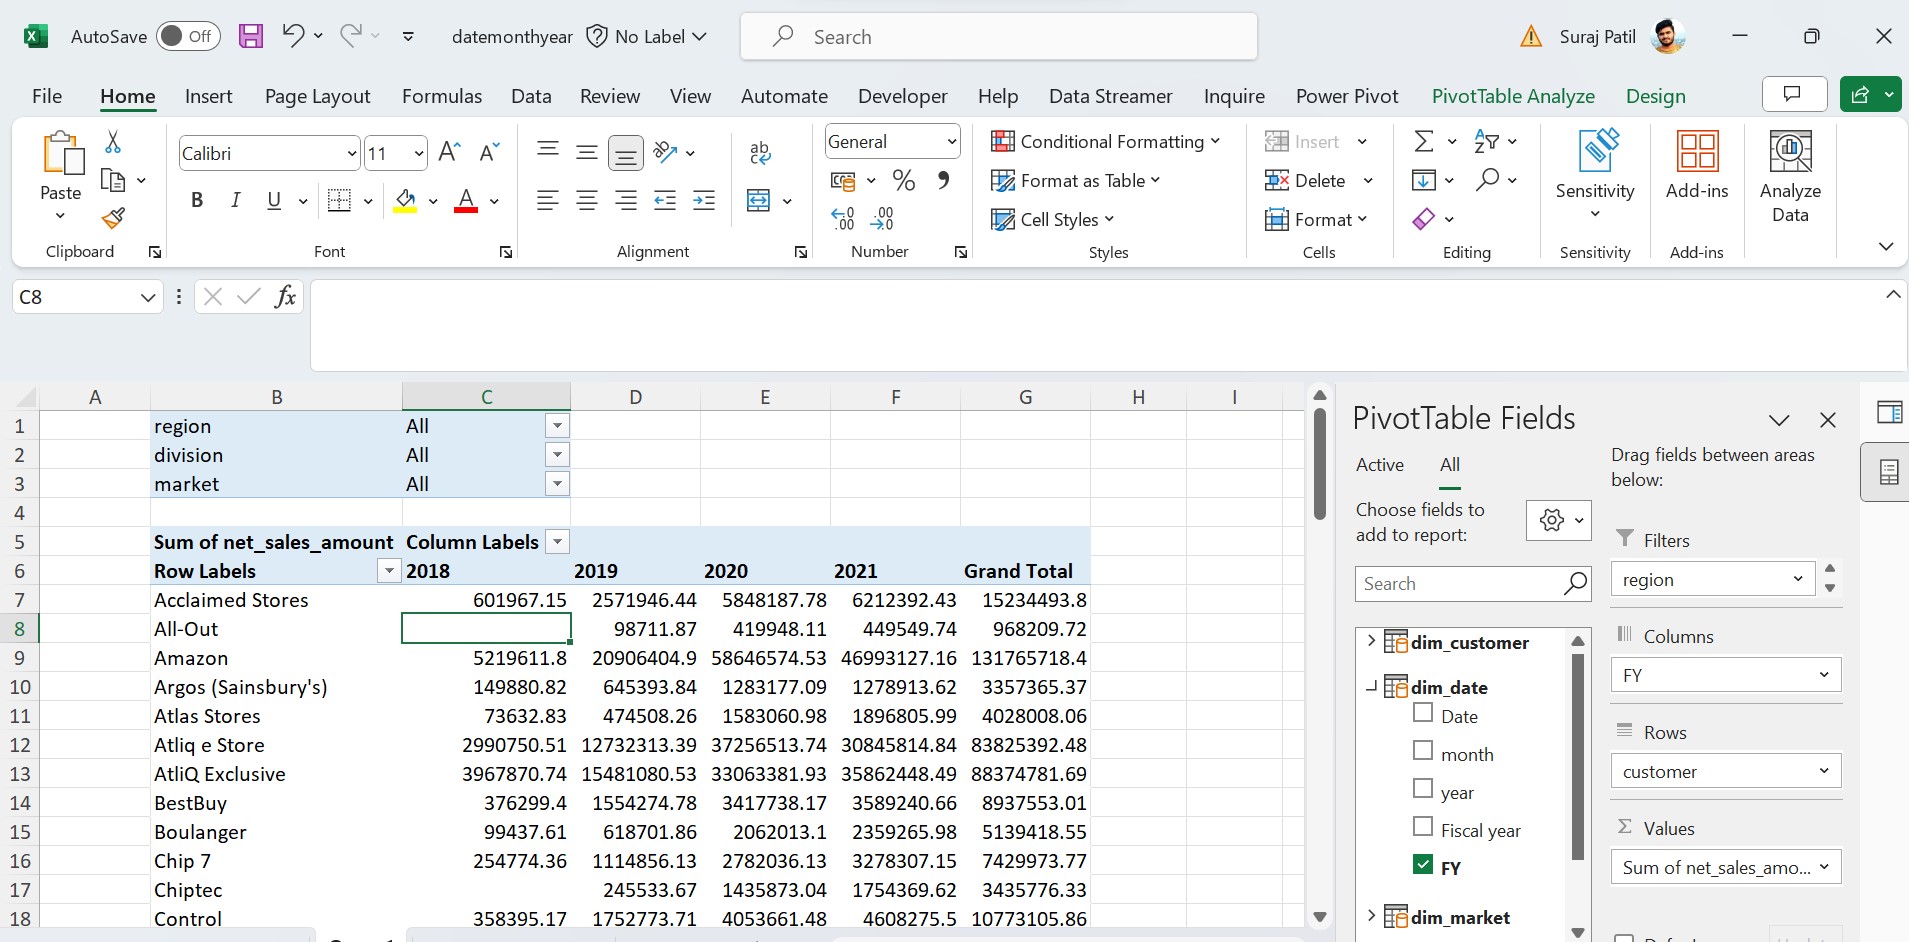 AutoSave Off datemonthyear No Label Search Suraj Patil
File Home Insert Page Layout Formulas Data Review View Automate Developer Help Data Streamer Inquire Power Pivot PivotTable Analyze Design
Paste
Clipboard
Calibri 11
B I U A
Font
ab
Alignment
General
% 9
Number
Conditional Formatting
Format as Table
Cell Styles
Styles
Insert
Delete
Format
Cells
Editing
Sensitivity
Sensitivity
Add-ins
Add-ins
Analyze
Data
C8 fx
A B C D E F G H I
1 region All
2 division All
3 market All
4
5 Sum of net_sales_amount Column Labels
6 Row Labels 2018 2019 2020 2021 Grand Total
7 Acclaimed Stores 601967.15 2571946.44 5848187.78 6212392.43 15234493.8
8 All-Out 98711.87 419948.11 449549.74 968209.72
9 Amazon 5219611.8 20906404.9 58646574.53 46993127.16 131765718.4
10 Argos (Sainsbury's) 149880.82 645393.84 1283177.09 1278913.62 3357365.37
11 Atlas Stores 73632.83 474508.26 1583060.98 1896805.99 4028008.06
12 Atliq e Store 2990750.51 12732313.39 37256513.74 30845814.84 83825392.48
13 AtliQ Exclusive 3967870.74 15481080.53 33063381.93 35862448.49 88374781.69
14 BestBuy 376299.4 1554274.78 3417738.17 3589240.66 8937553.01
15 Boulanger 99437.61 618701.86 2062013.1 2359265.98 5139418.55
16 Chip 7 254774.36 1114856.13 2782036.13 3278307.15 7429973.77
17 Chiptec 245533.67 1435873.04 1754369.62 3435776.33
18 Control 358395.17 1752773.71 4053661.48 4608275.5 10773105.86
PivotTable Fields
Active All
Choose fields to
add to report:
Search
dim_customer
dim_date
Date
month
year
Fiscal year
FY
dim_market
Drag fields between areas
below:
Filters
region
Columns
FY
Rows
customer
Σ Values
Sum of net_sales_amo...